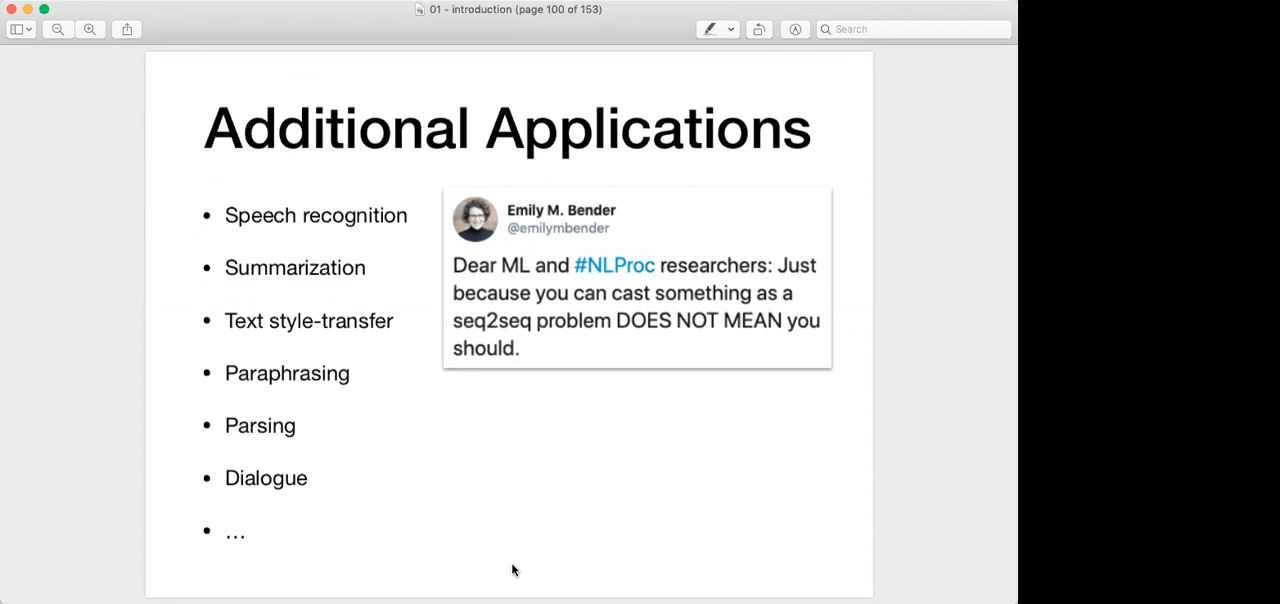 01 - introduction (page 100 of 153)
Search
Additional Applications
• Speech recognition
• Summarization
• Text style-transfer
• Paraphrasing
• Parsing
• Dialogue
• …
Emily M. Bender
@emilymbender
Dear ML and #NLProc researchers: Just
because you can cast something as a
seq2seq problem DOES NOT MEAN you
should.